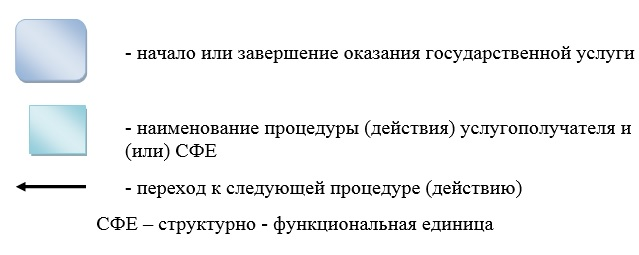 - начало или завершение оказания государственной услуги
- наименование процедуры (действия) услугополучателя и
(или) СФЕ
- переход к следующей процедуре (действию)
СФЕ – структурно - функциональная единица